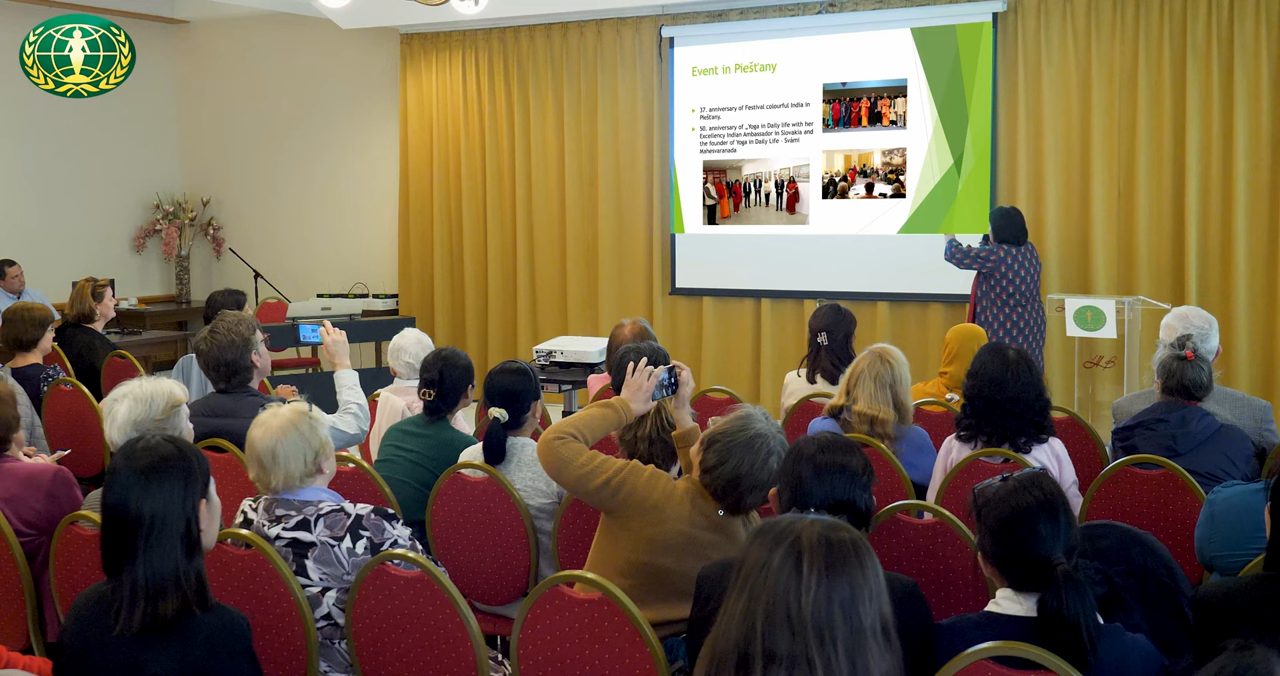 Event in Piešťany
37. anniversary of Festival colourful India in
Piešťany.
50. anniversary of „Yoga in Daily life with her
Excellency Indian Ambassador in Slovakia and
the founder of Yoga in Daily Life - Svámí
Mahesvaranada